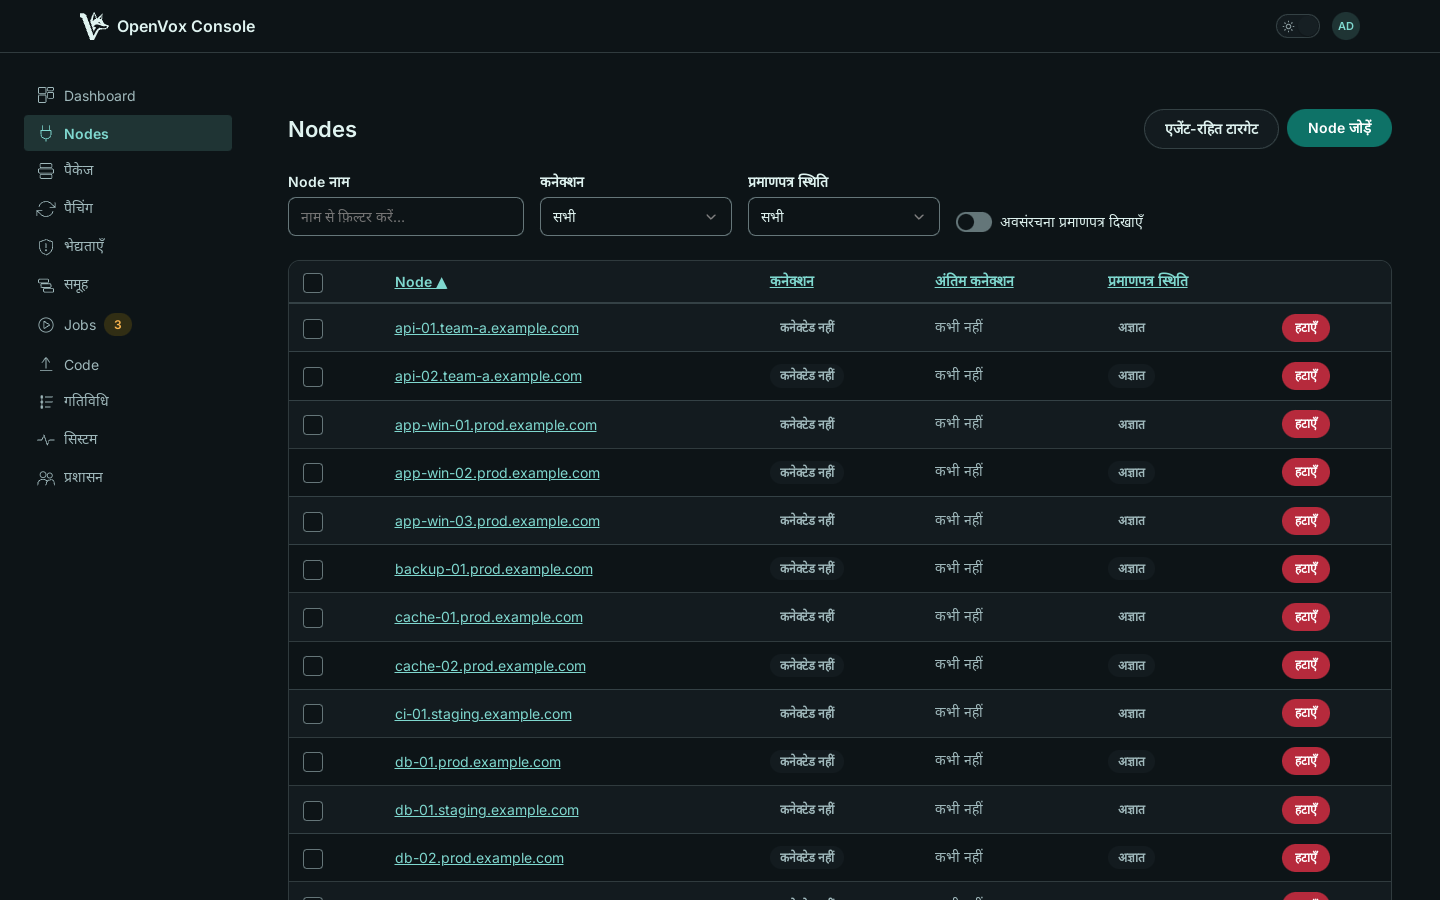 OpenVox Console
AD
Dashboard
Nodes
पैकेज
पैचिंग
भेद्यताएँ
समूह
Jobs 3
Code
गतिविधि
सिस्टम
प्रशासन
Nodes
एजेंट-रहित टारगेट
Node जोड़ें
Node नाम
कनेक्शन
प्रमाणपत्र स्थिति
नाम से फ़िल्टर करें...
सभी
सभी
अवसंरचना प्रमाणपत्र दिखाएँ
Node ▲ कनेक्शन अंतिम कनेक्शन प्रमाणपत्र स्थिति
api-01.team-a.example.com कनेक्टेड नहीं कभी नहीं अज्ञात हटाएँ
api-02.team-a.example.com कनेक्टेड नहीं कभी नहीं अज्ञात हटाएँ
app-win-01.prod.example.com कनेक्टेड नहीं कभी नहीं अज्ञात हटाएँ
app-win-02.prod.example.com कनेक्टेड नहीं कभी नहीं अज्ञात हटाएँ
app-win-03.prod.example.com कनेक्टेड नहीं कभी नहीं अज्ञात हटाएँ
backup-01.prod.example.com कनेक्टेड नहीं कभी नहीं अज्ञात हटाएँ
cache-01.prod.example.com कनेक्टेड नहीं कभी नहीं अज्ञात हटाएँ
cache-02.prod.example.com कनेक्टेड नहीं कभी नहीं अज्ञात हटाएँ
ci-01.staging.example.com कनेक्टेड नहीं कभी नहीं अज्ञात हटाएँ
db-01.prod.example.com कनेक्टेड नहीं कभी नहीं अज्ञात हटाएँ
db-01.staging.example.com कनेक्टेड नहीं कभी नहीं अज्ञात हटाएँ
db-02.prod.example.com कनेक्टेड नहीं कभी नहीं अज्ञात हटाएँ